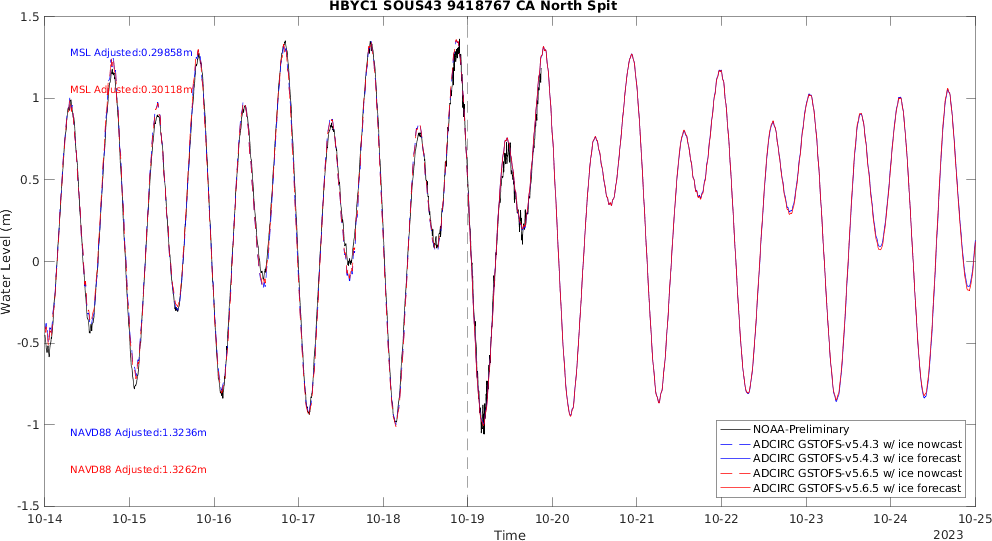 HBYC1 SOUS43 9418767 CA North Spit
1.5
1
0.5
0
-0.5
-1
-1.5
Water Level (m)
MSL Adjusted:0.29858m
MSL Adjusted:0.30118m
NAVD88 Adjusted:1.3236m
NAVD88 Adjusted:1.3262m
NOAA-Preliminary
ADCIRC GSTOFS-v5.4.3 w/ ice nowcast
ADCIRC GSTOFS-v5.4.3 w/ ice forecast
ADCIRC GSTOFS-v5.6.5 w/ ice nowcast
ADCIRC GSTOFS-v5.6.5 w/ ice forecast
10-14 10-15 10-16 10-17 10-18 10-19 10-20 10-21 10-22 10-23 10-24 10-25
Time
2023